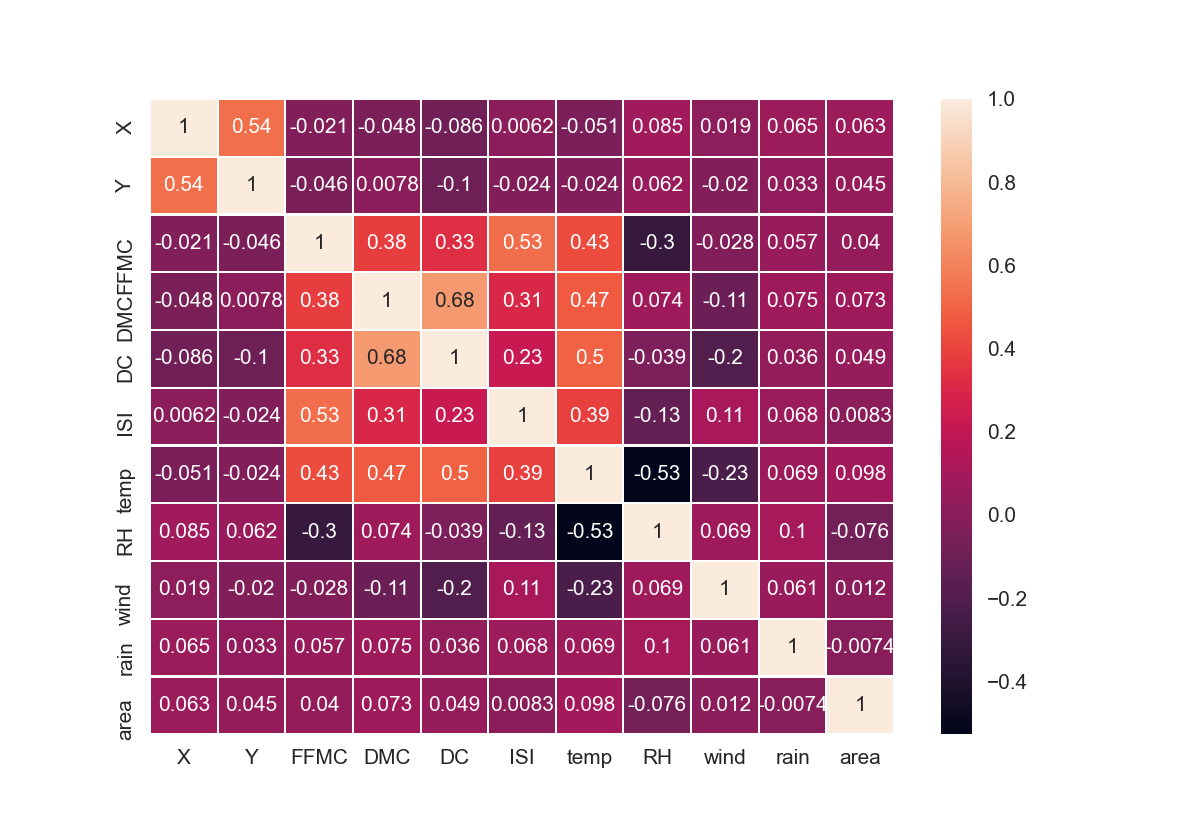 X 1 0.54 -0.021 -0.048 -0.086 0.0062 -0.051 0.085 0.019 0.065 0.063
Y 0.54 1 -0.046 0.0078 -0.1 -0.024 -0.024 0.062 -0.02 0.033 0.045
FFMC -0.021 -0.046 1 0.38 0.33 0.53 0.43 -0.3 -0.028 0.057 0.04
DMC -0.048 0.0078 0.38 1 0.68 0.31 0.47 0.074 -0.11 0.075 0.073
DC -0.086 -0.1 0.33 0.68 1 0.23 0.5 -0.039 -0.2 0.036 0.049
ISI 0.0062 -0.024 0.53 0.31 0.23 1 0.39 -0.13 0.11 0.068 0.0083
temp -0.051 -0.024 0.43 0.47 0.5 0.39 1 -0.53 -0.23 0.069 0.098
RH 0.085 0.062 -0.3 0.074 -0.039 -0.13 -0.53 1 0.069 0.1 -0.076
wind 0.019 -0.02 -0.028 -0.11 -0.2 0.11 -0.23 0.069 1 0.061 0.012
rain 0.065 0.033 0.057 0.075 0.036 0.068 0.069 0.1 0.061 1 -0.0074
area 0.063 0.045 0.04 0.073 0.049 0.0083 0.098 -0.076 0.012 -0.0074 1
X Y FFMC DMC DC ISI temp RH wind rain area
1.0
0.8
0.6
0.4
0.2
0.0
−0.2
−0.4